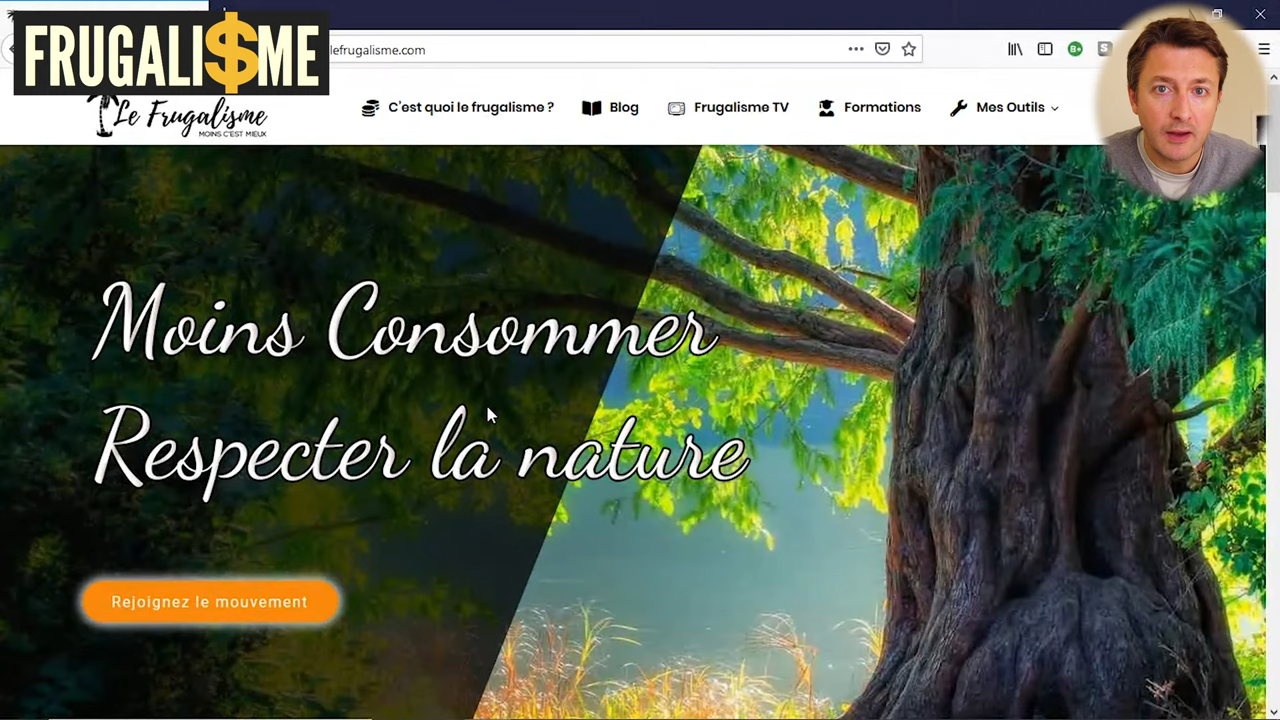 FRUGALI$ME
lefrugalisme.com
Le Frugalisme
MOINS C'EST MIEUX
C'est quoi le frugalisme ?
Blog
Frugalisme TV
Formations
Mes Outils
Moins Consommer
Respecter la nature
Rejoignez le mouvement